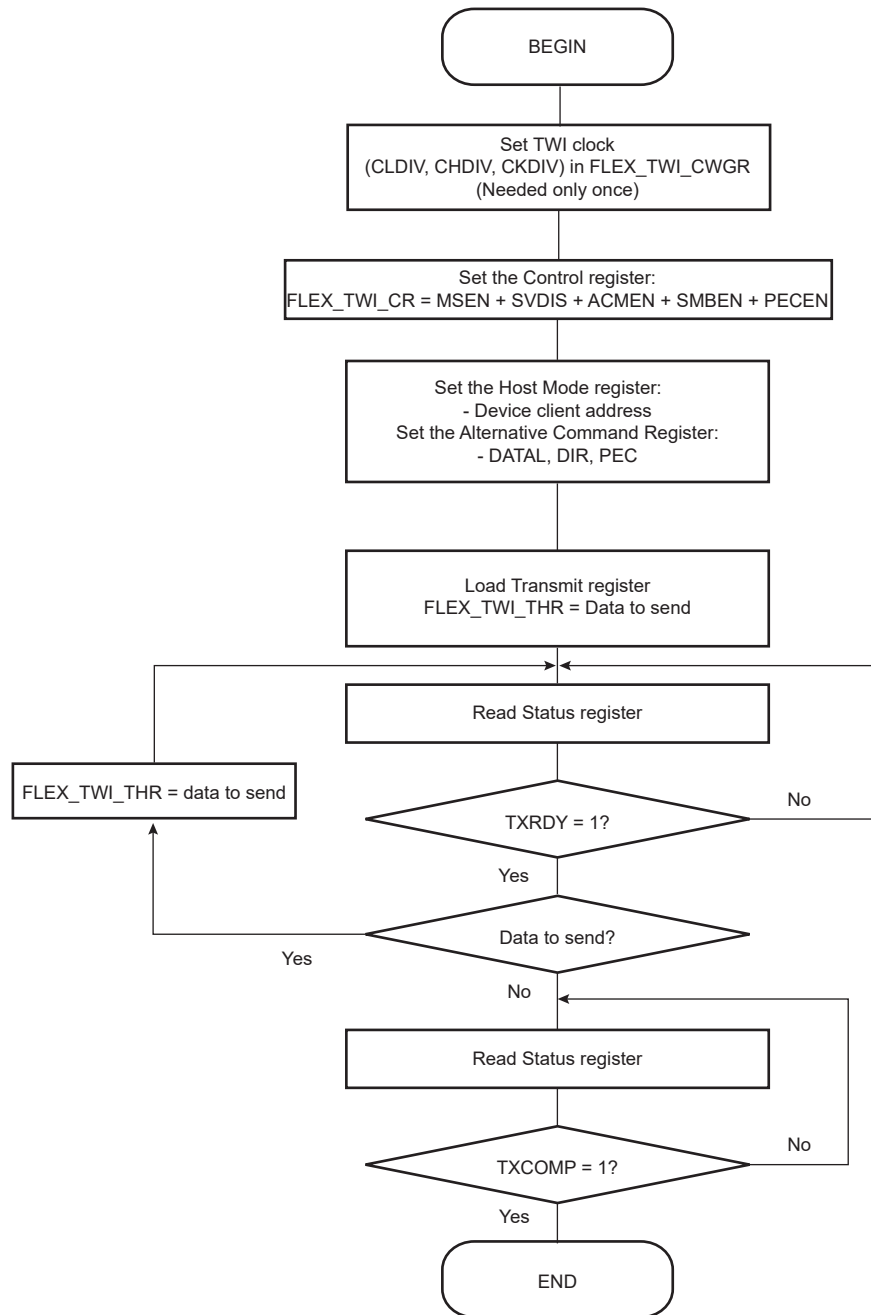 BEGIN
Set TWI clock
(CLDIV, CHDIV, CKDIV) in FLEX_TWI_CWGR
(Needed only once)
Set the Control register:
FLEX_TWI_CR = MSEN + SVDIS + ACMEN + SMBEN + PECEN
Set the Host Mode register:
- Device client address
Set the Alternative Command Register:
- DATAL, DIR, PEC
Load Transmit register
FLEX_TWI_THR = Data to send
Read Status register
FLEX_TWI_THR = data to send
TXRDY = 1?
No
Yes
Data to send?
Yes
No
Read Status register
TXCOMP = 1?
No
Yes
END